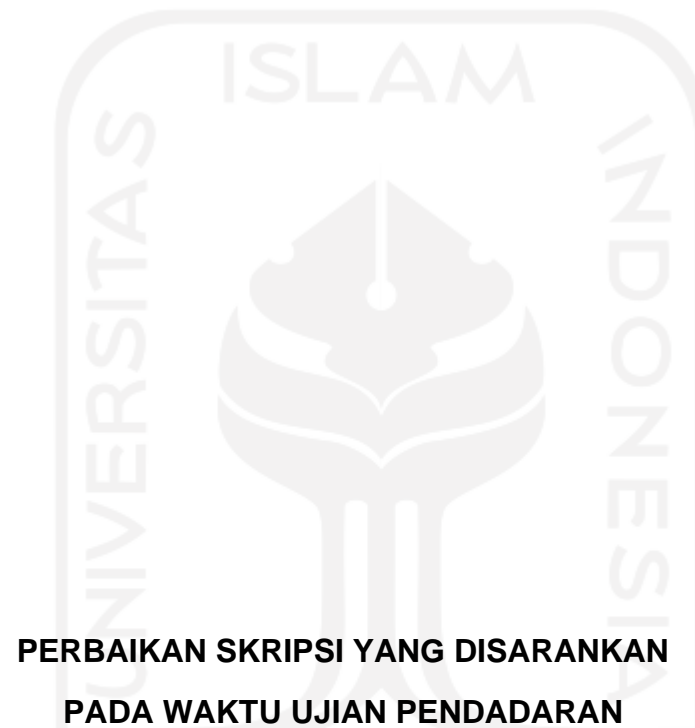 ISLAM
UNIVERSITAS
INDONESIA
PERBAIKAN SKRIPSI YANG DISARANKAN
PADA WAKTU UJIAN PENDADARAN